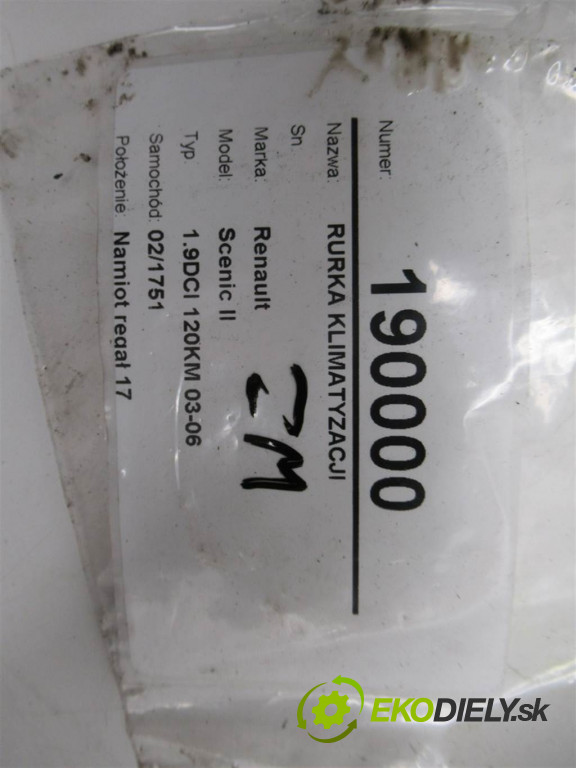 Numer: 190000
Nazwa: RURKA KLIMATYZACJI
Sn
Marka: Renault
Model: Scenic II
Typ: 1.9DCI 120KM 03-06
Samochód: 02/1751
Położenie: Namiot regał 17
EKODIELY.sk